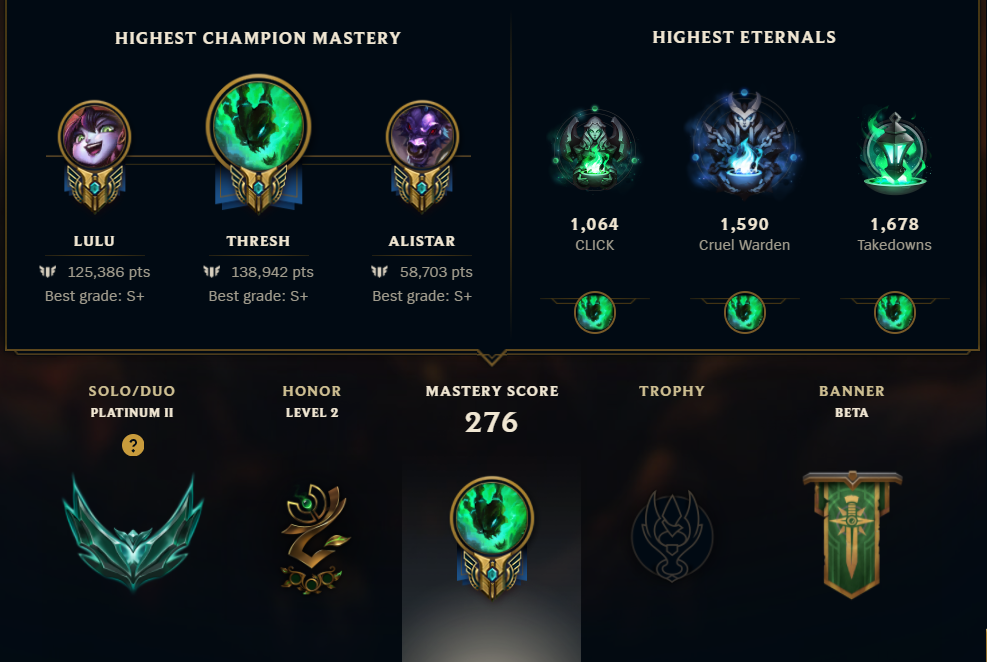 HIGHEST CHAMPION MASTERY
LULU
125,386 pts
Best grade: S+
THRESH
138,942 pts
Best grade: S+
ALISTAR
58,703 pts
Best grade: S+
HIGHEST ETERNALS
1,064
CLICK
1,590
Cruel Warden
1,678
Takedowns
SOLO/DUO
PLATINUM II
?
HONOR
LEVEL 2
MASTERY SCORE
276
TROPHY
BANNER
BETA